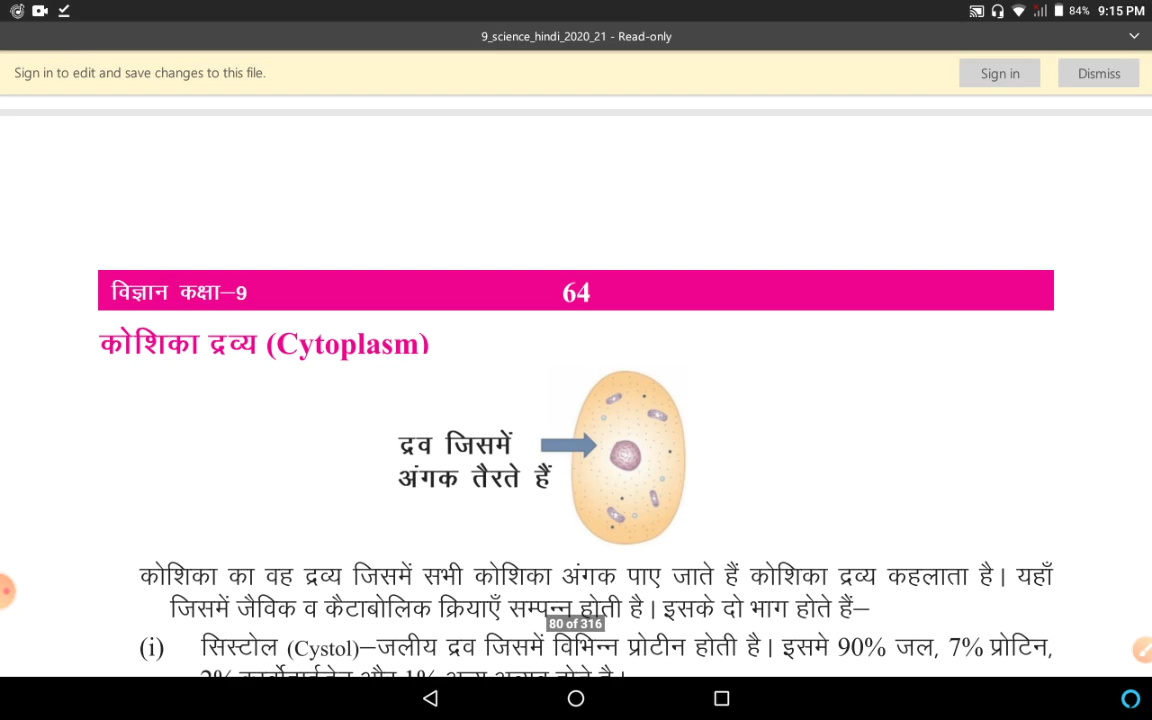 84% 9:15 PM
9_science_hindi_2020_21 - Read-only
Sign in to edit and save changes to this file.
Sign in
Dismiss
विज्ञान कक्षा–9
64
कोशिका द्रव्य (Cytoplasm)
द्रव जिसमें
अंगक तैरते हैं
कोशिका का वह द्रव्य जिसमें सभी कोशिका अंगक पाए जाते हैं कोशिका द्रव्य कहलाता है। यहाँ
जिसमें जैविक व कैटाबोलिक क्रियाएँ सम्पन्न होती है। इसके दो भाग होते हैं–
80 of 316
(i) सिस्टोल (Cystol)–जलीय द्रव जिसमें विभिन्न प्रोटीन होती है। इसमे 90% जल, 7% प्रोटिन,